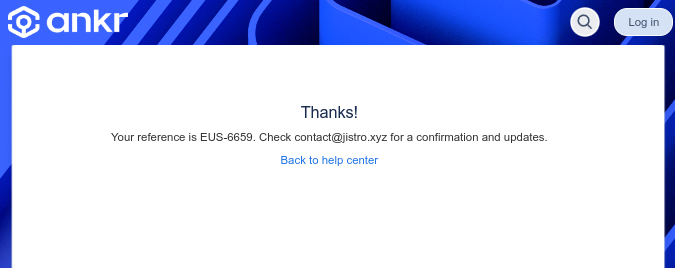 ankr
Log in
Thanks!
Your reference is EUS-6659. Check contact@jistro.xyz for a confirmation and updates.
Back to help center